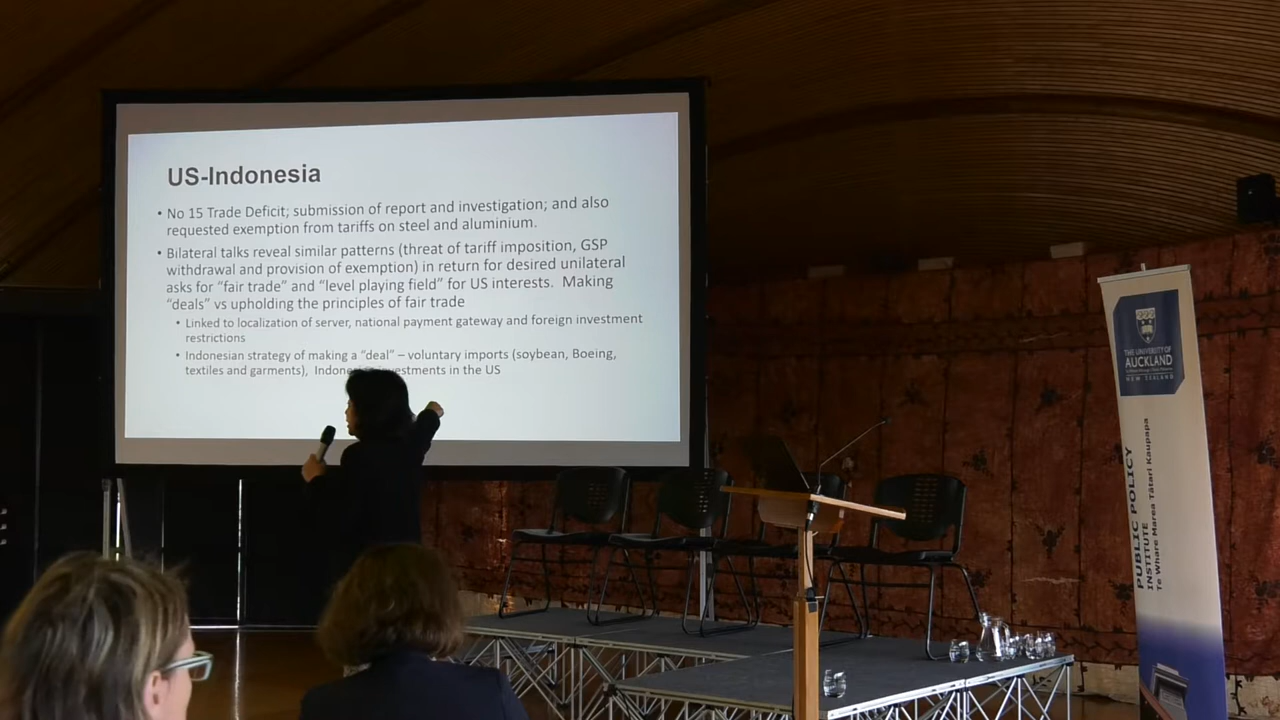 US-Indonesia
• No 15 Trade Deficit; submission of report and investigation; and also
requested exemption from tariffs on steel and aluminium.
• Bilateral talks reveal similar patterns (threat of tariff imposition, GSP
withdrawal and provision of exemption) in return for desired unilateral
asks for “fair trade” and “level playing field” for US interests.  Making
“deals” vs upholding the principles of fair trade
• Linked to localization of server, national payment gateway and foreign investment
restrictions
• Indonesian strategy of making a “deal” – voluntary imports (soybean, Boeing,
textiles and garments), in the US
THE UNIVERSITY OF
AUCKLAND
NEW ZEALAND
PUBLIC POLICY
INSTITUTE
Te Whare Marea Tātari Kaupapa